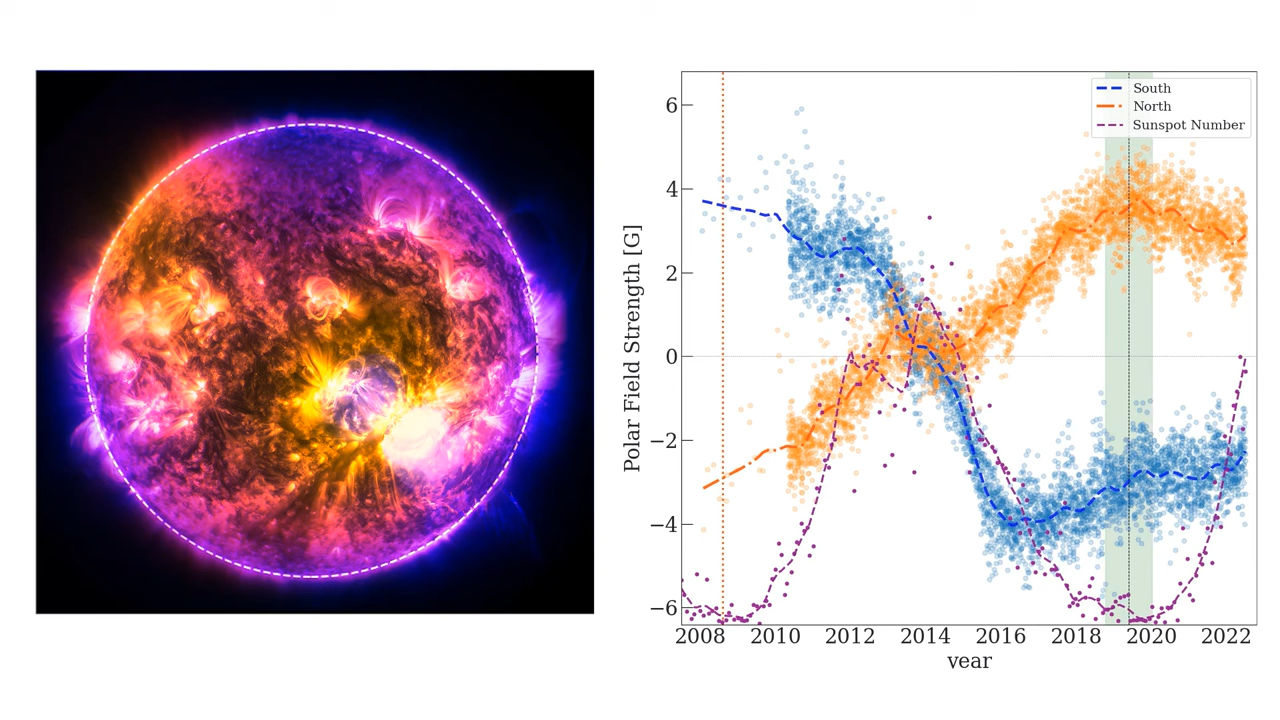 South
North
Sunspot Number
6
4
2
0
−2
−4
−6
Polar Field Strength [G]
2008 2010 2012 2014 2016 2018 2020 2022
year